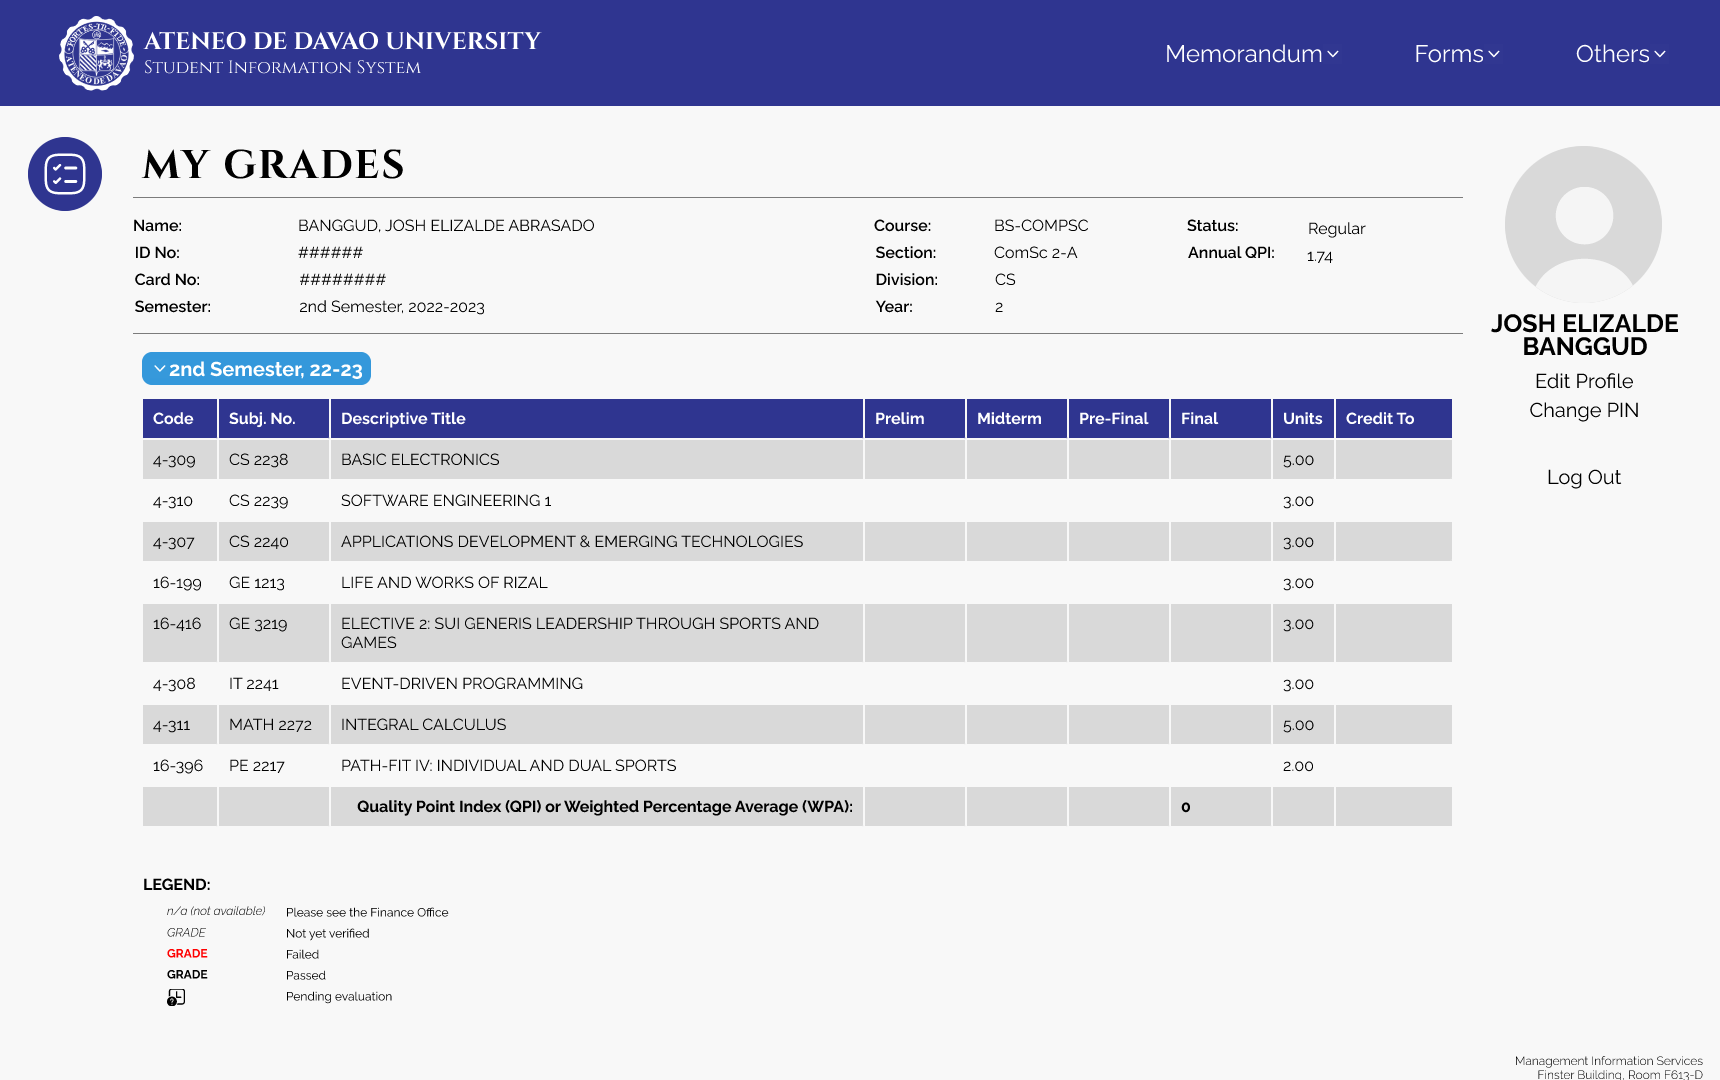 ATENEO DE DAVAO UNIVERSITY
STUDENT INFORMATION SYSTEM
Memorandum Forms Others
MY GRADES
Name: BANGGUD, JOSH ELIZALDE ABRASADO Course: BS-COMPSC Status: Regular
ID No: ###### Section: ComSc 2-A Annual QPI: 1.74
Card No: ######## Division: CS
Semester: 2nd Semester, 2022-2023 Year: 2
JOSH ELIZALDE
BANGGUD
Edit Profile
Change PIN
Log Out
2nd Semester, 22-23
Code Subj. No. Descriptive Title Prelim Midterm Pre-Final Final Units Credit To
4-309 CS 2238 BASIC ELECTRONICS 5.00
4-310 CS 2239 SOFTWARE ENGINEERING 1 3.00
4-307 CS 2240 APPLICATIONS DEVELOPMENT & EMERGING TECHNOLOGIES 3.00
16-199 GE 1213 LIFE AND WORKS OF RIZAL 3.00
16-416 GE 3219 ELECTIVE 2: SUI GENERIS LEADERSHIP THROUGH SPORTS AND 3.00
GAMES
4-308 IT 2241 EVENT-DRIVEN PROGRAMMING 3.00
4-311 MATH 2272 INTEGRAL CALCULUS 5.00
16-396 PE 2217 PATH-FIT IV: INDIVIDUAL AND DUAL SPORTS 2.00
Quality Point Index (QPI) or Weighted Percentage Average (WPA): 0
LEGEND:
n/a (not available) Please see the Finance Office
GRADE Not yet verified
GRADE Failed
GRADE Passed
Pending evaluation
Management Information Services
Finster Building, Room F613-D